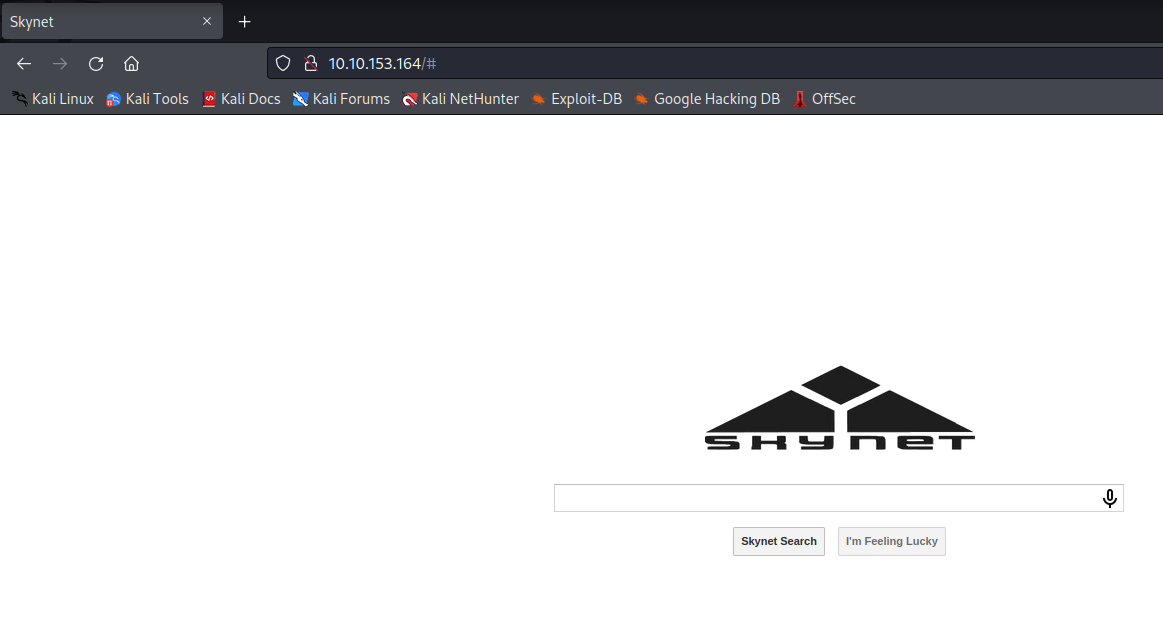 Skynet
10.10.153.164/#
Kali Linux Kali Tools Kali Docs Kali Forums Kali NetHunter Exploit-DB Google Hacking DB OffSec
SKYNET
Skynet Search I'm Feeling Lucky